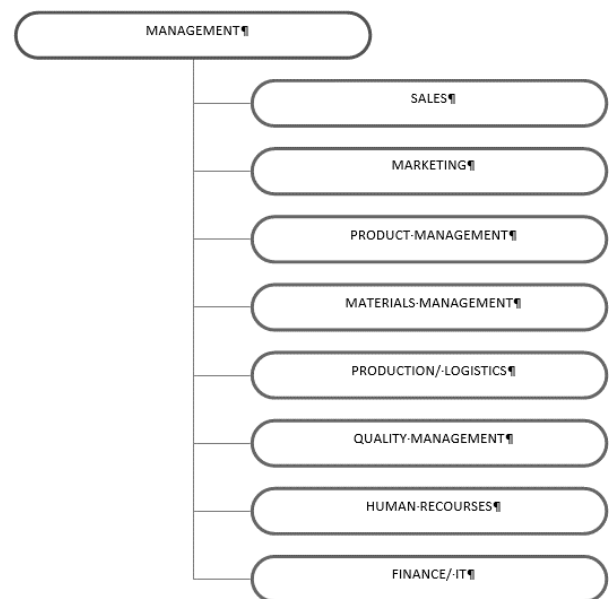 MANAGEMENT¶
SALES¶
MARKETING¶
PRODUCT·MANAGEMENT¶
MATERIALS·MANAGEMENT¶
PRODUCTION/·LOGISTICS¶
QUALITY·MANAGEMENT¶
HUMAN·RECOURSES¶
FINANCE/·IT¶